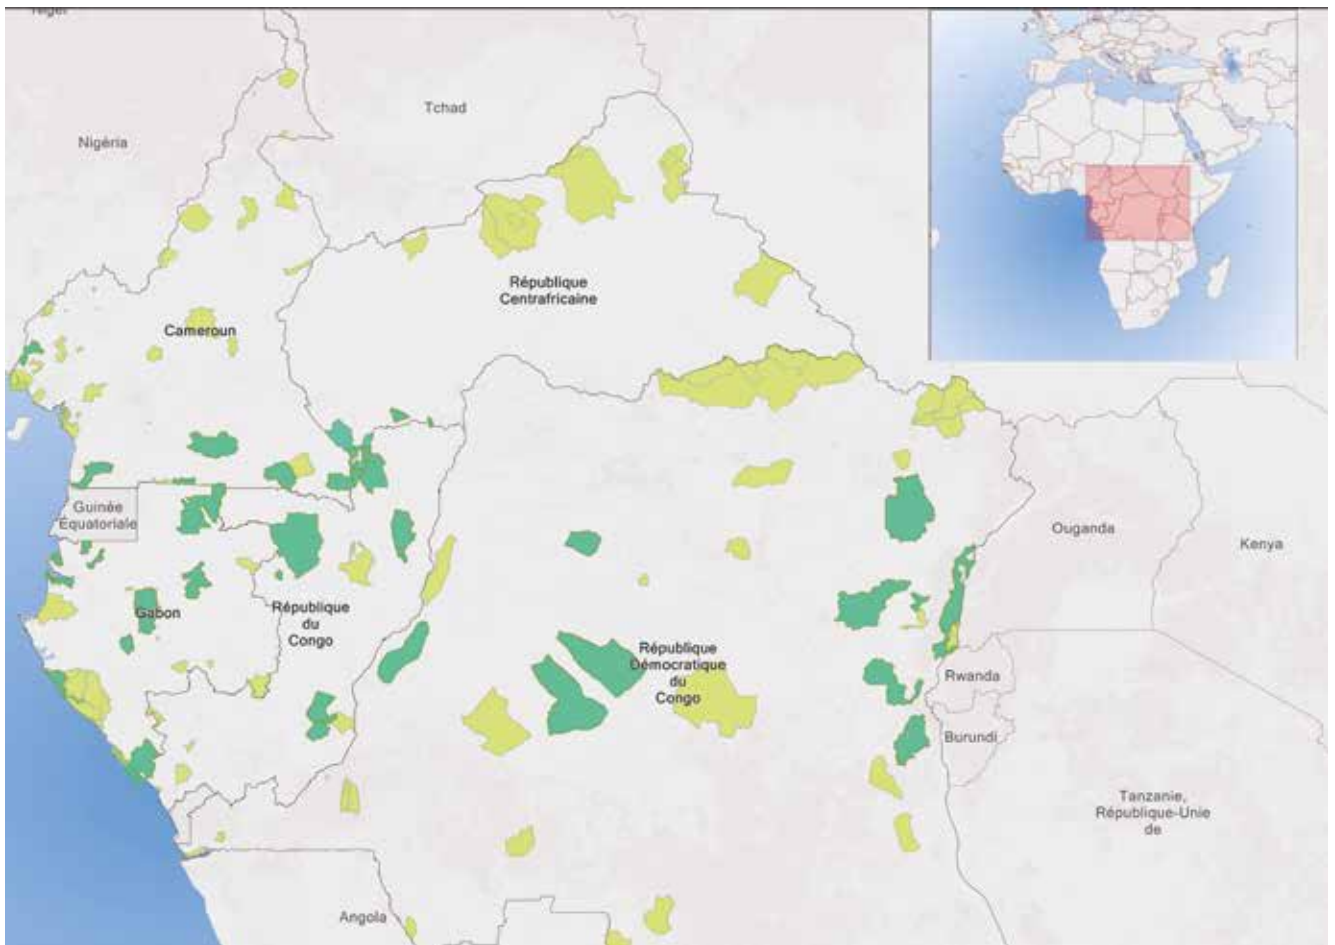 Niger
Tchad
Nigéria
République
Centrafricaine
Cameroun
Guinée
Équatoriale
Ouganda
Kenya
Gabon
République
du
Congo
République
Démocratique
du
Congo
Rwanda
Burundi
Tanzanie,
République-Unie
de
Angola